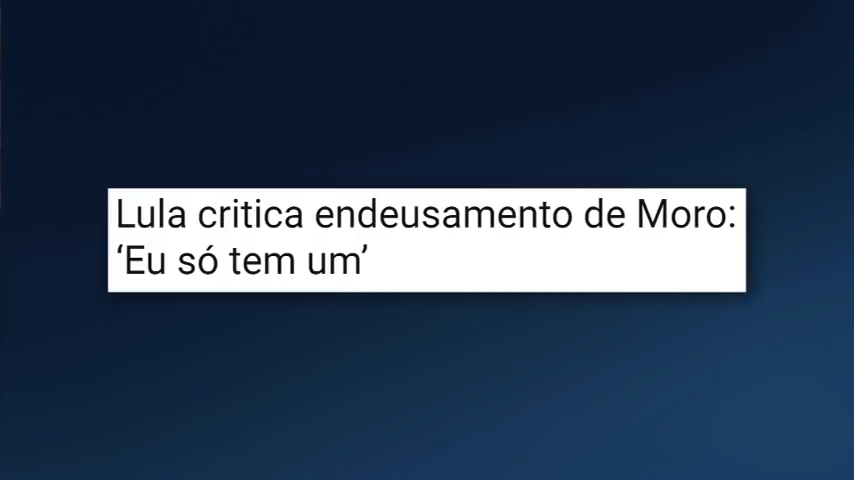 Lula critica endeusamento de Moro:
‘Eu só tem um’